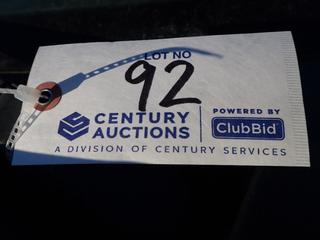 LOT NO
92
CENTURY AUCTIONS
POWERED BY
ClubBid
A DIVISION OF CENTURY SERVICES